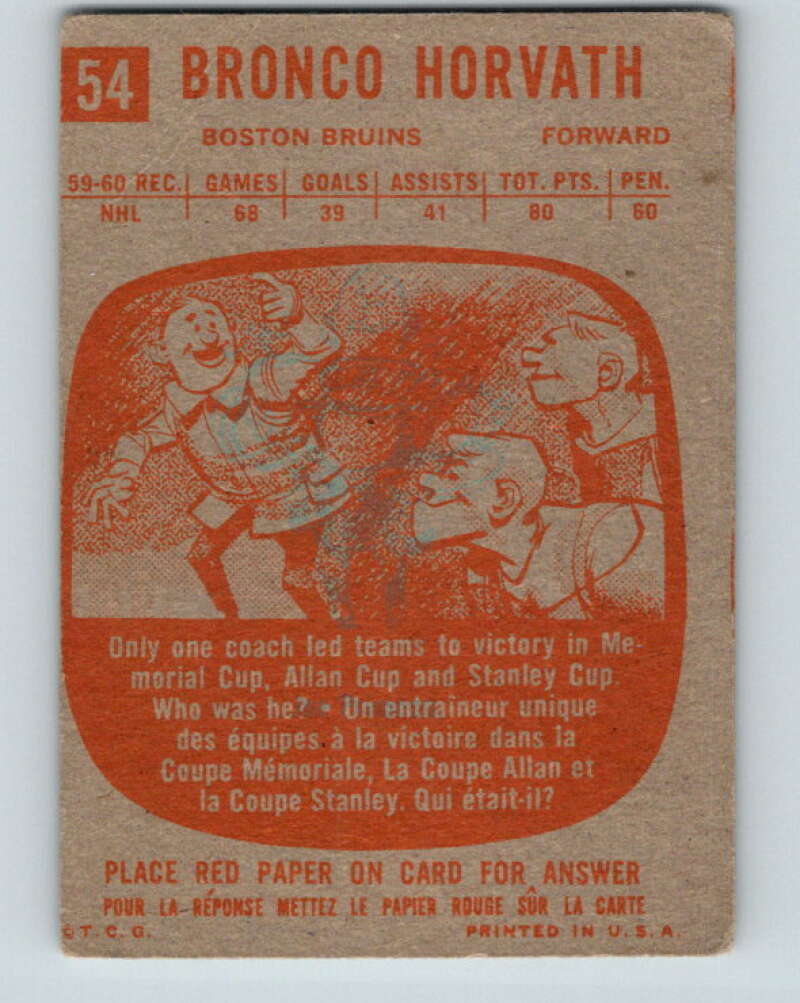 54 BRONCO HORVATH
BOSTON BRUINS FORWARD
59-60 REC. GAMES GOALS ASSISTS TOT. PTS. PEN.
NHL 68 39 41 80 60
Only one coach led teams to victory in Me-
morial Cup, Allan Cup and Stanley Cup.
Who was he? • Un entraîneur unique
des équipes à la victoire dans la
Coupe Mémoriale, La Coupe Allan et
la Coupe Stanley. Qui était-il?
PLACE RED PAPER ON CARD FOR ANSWER
POUR LA RÉPONSE METTEZ LE PAPIER ROUGE SÛR LA CARTE
©T.C.G. PRINTED IN U.S.A.